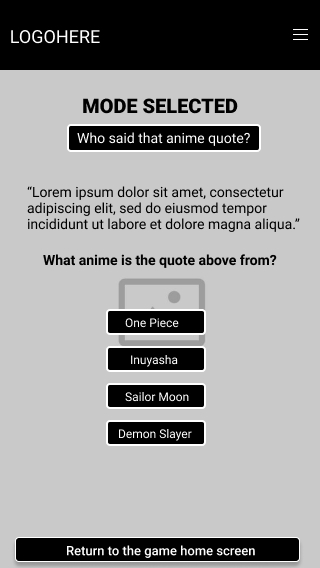 LOGOHERE
MODE SELECTED
Who said that anime quote?
“Lorem ipsum dolor sit amet, consectetur
adipiscing elit, sed do eiusmod tempor
incididunt ut labore et dolore magna aliqua.”
What anime is the quote above from?
One Piece
Inuyasha
Sailor Moon
Demon Slayer
Return to the game home screen